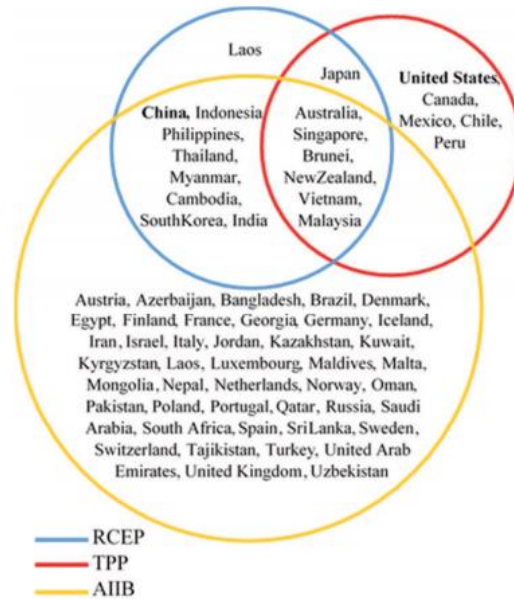 Laos
Japan
United States,
Canada,
Mexico, Chile,
Peru
China, Indonesia
Philippines,
Thailand,
Myanmar,
Cambodia,
SouthKorea, India
Australia,
Singapore,
Brunei,
NewZealand,
Vietnam,
Malaysia
Austria, Azerbaijan, Bangladesh, Brazil, Denmark,
Egypt, Finland, France, Georgia, Germany, Iceland,
Iran, Israel, Italy, Jordan, Kazakhstan, Kuwait,
Kyrgyzstan, Laos, Luxembourg, Maldives, Malta,
Mongolia, Nepal, Netherlands, Norway, Oman,
Pakistan, Poland, Portugal, Qatar, Russia, Saudi
Arabia, South Africa, Spain, SriLanka, Sweden,
Switzerland, Tajikistan, Turkey, United Arab
Emirates, United Kingdom, Uzbekistan
RCEP
TPP
AIIB